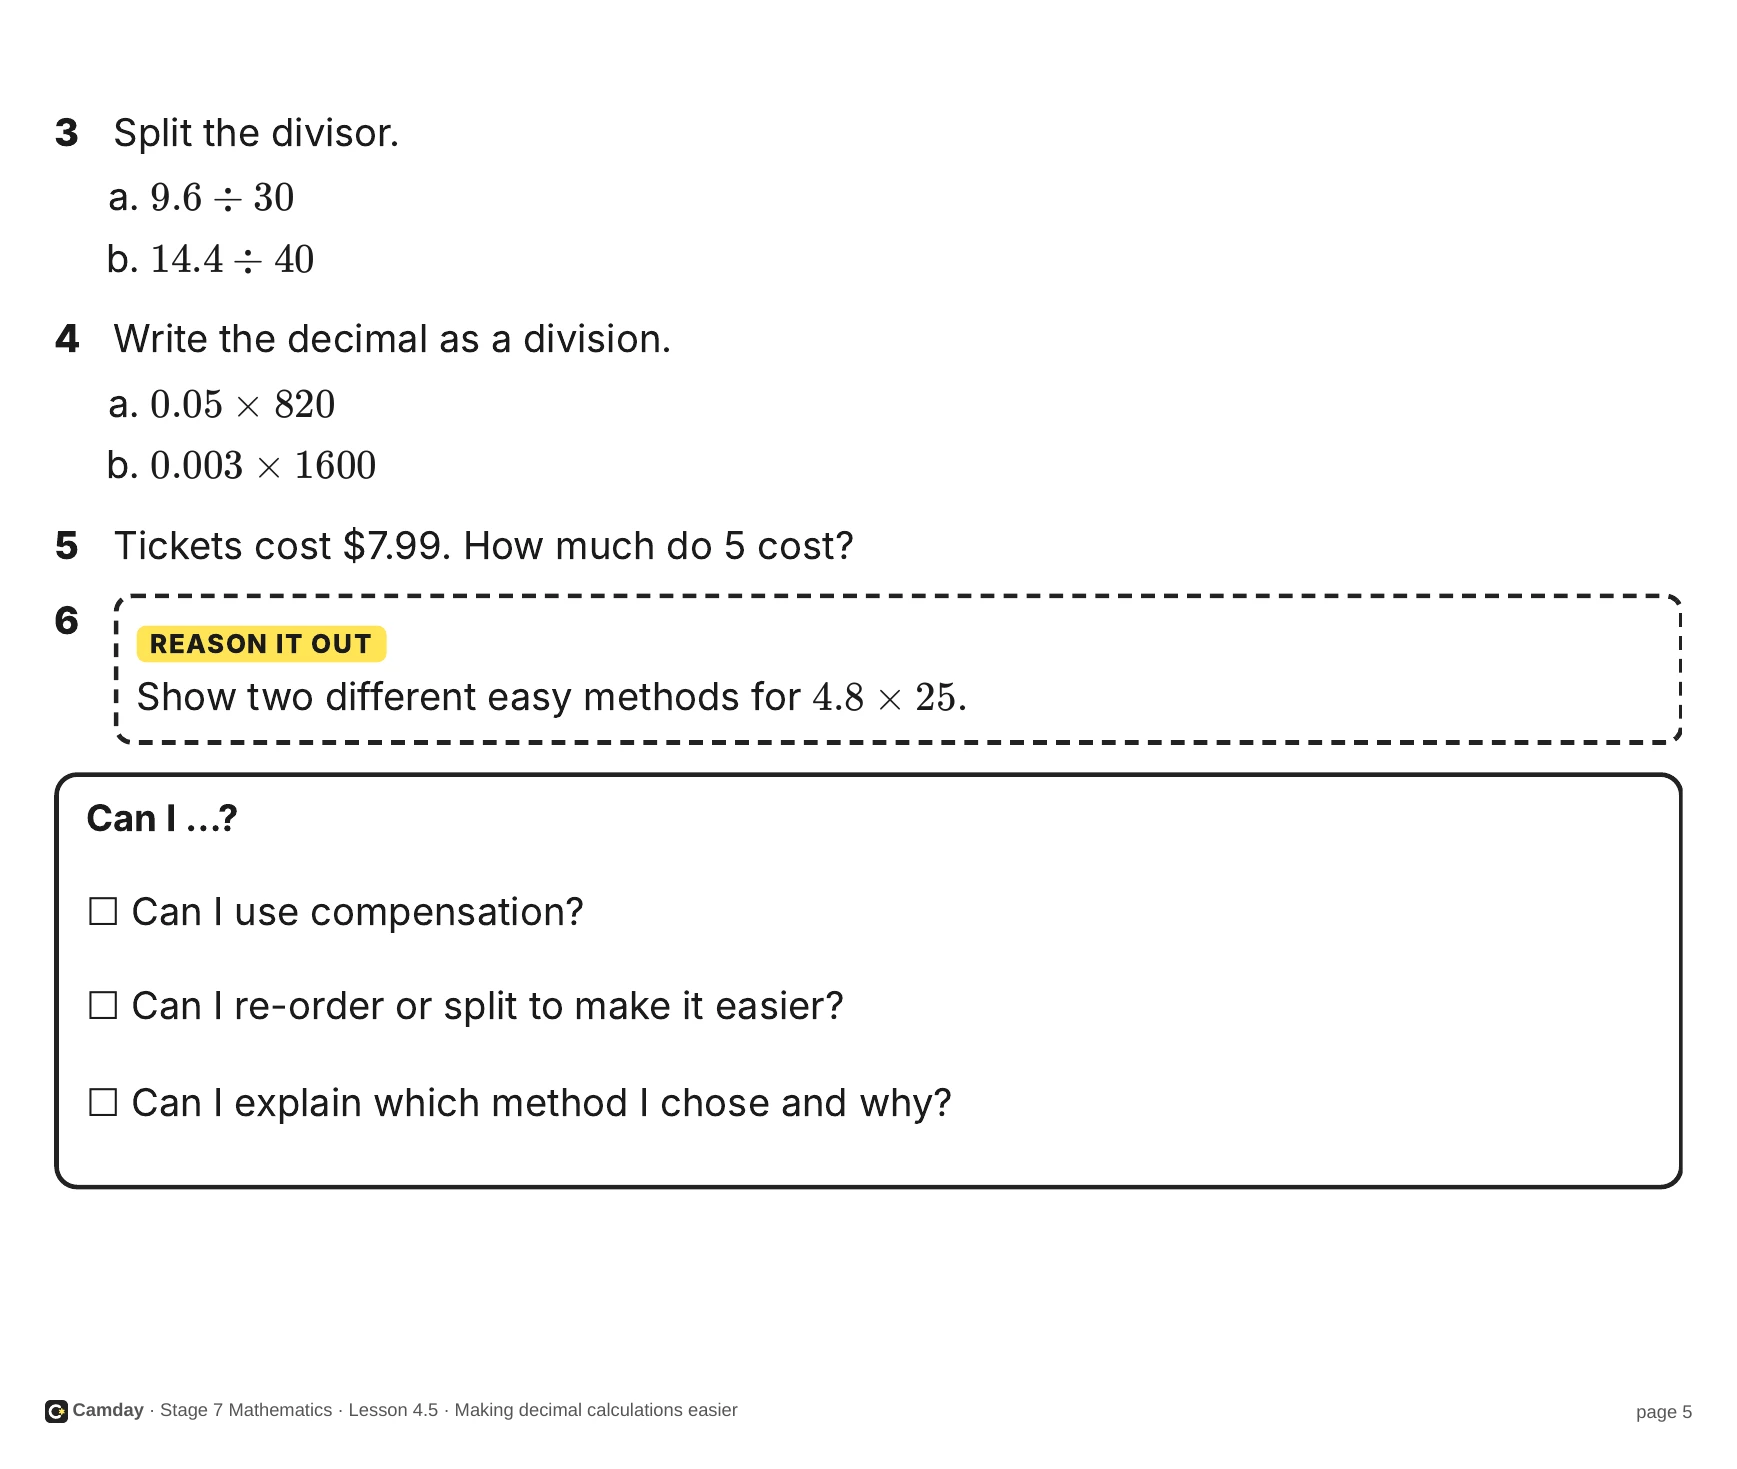 3 Split the divisor.
a. 9.6 ÷ 30
b. 14.4 ÷ 40
4 Write the decimal as a division.
a. 0.05 × 820
b. 0.003 × 1600
5 Tickets cost $7.99. How much do 5 cost?
6
REASON IT OUT
Show two different easy methods for 4.8 × 25.
Can I ...?
☐ Can I use compensation?
☐ Can I re-order or split to make it easier?
☐ Can I explain which method I chose and why?
Camday · Stage 7 Mathematics · Lesson 4.5 · Making decimal calculations easier
page 5